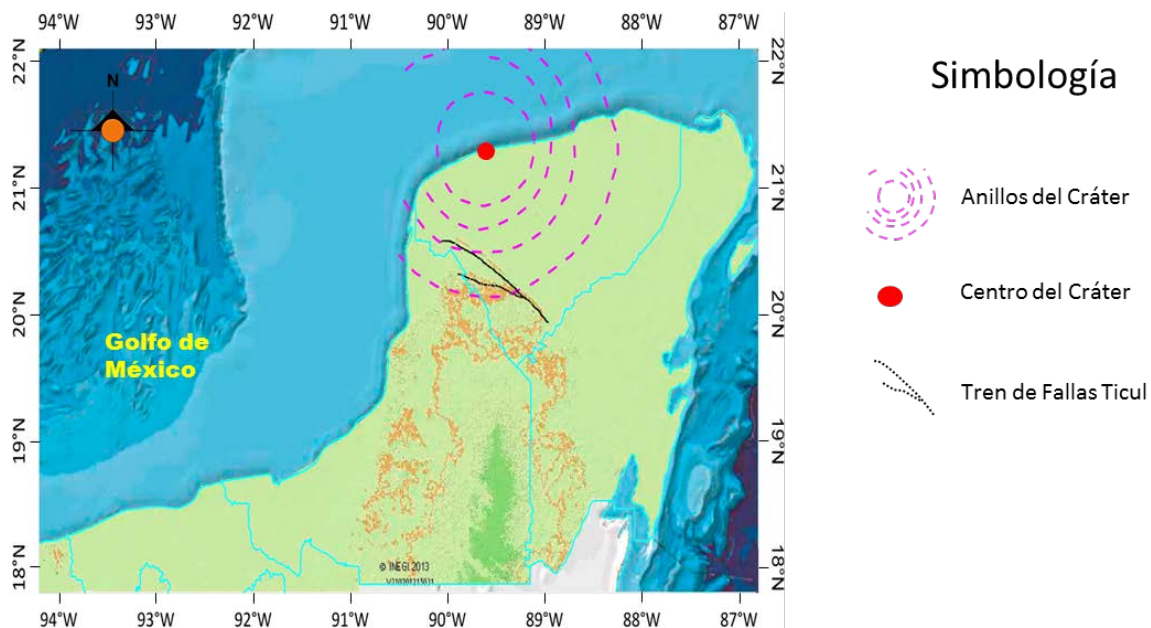 94°W 93°W 92°W 91°W 90°W 89°W 88°W 87°W
22°N 22°N
N
21°N 21°N
20°N 20°N
Golfo de
México
19°N 19°N
18°N 18°N
© INEGI 2013
94°W 93°W 92°W 91°W 90°W 89°W 88°W 87°W
Simbología
Anillos del Cráter
Centro del Cráter
Tren de Fallas Ticul